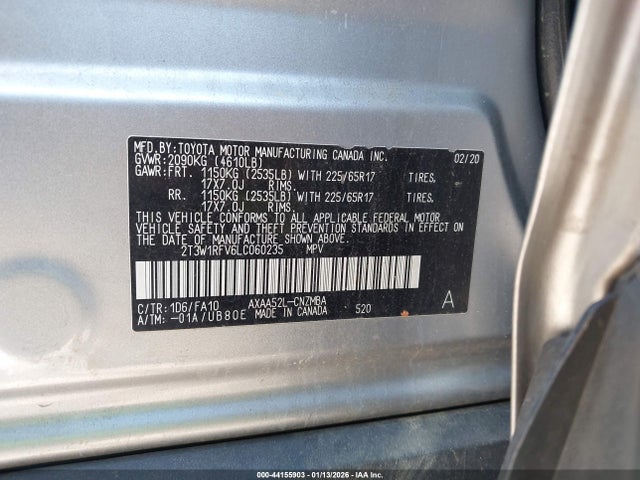 MFD.BY: TOYOTA MOTOR MANUFACTURING CANADA INC. 02/20
GVWR: 2090KG (4610LB)
GAWR: FRT. 1150KG (2535LB) WITH 225/65R17 TIRES.
17X7.0J RIMS.
RR. 1150KG (2535LB) WITH 225/65R17 TIRES.
17X7.0J RIMS.
THIS VEHICLE CONFORMS TO ALL APPLICABLE FEDERAL MOTOR
VEHICLE SAFETY AND THEFT PREVENTION STANDARDS IN EFFECT
ON THE DATE OF MANUFACTURE SHOWN ABOVE.
2T3W1RFV6LC060235 MPV
C/TR: 1D6/FA10 AXAA52L-CNZMBA
A/TM: -01A/UB80E MADE IN CANADA 520 A
000-44155903 - 01/13/2026 - IAA Inc.